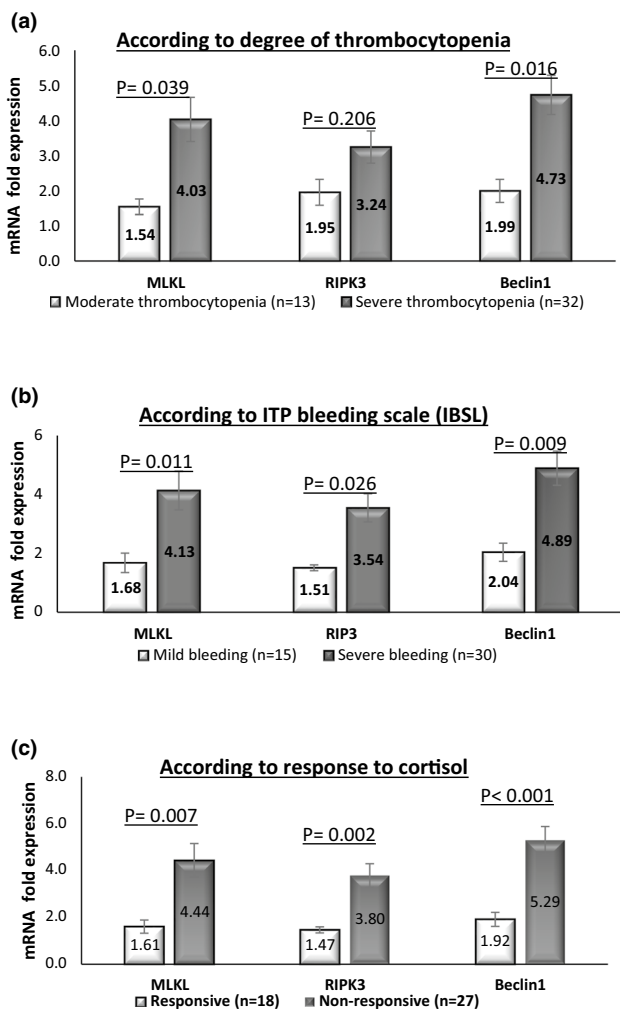 (a)
According to degree of thrombocytopenia
mRNA fold expression
6.0
5.0
4.0
3.0
2.0
1.0
0.0
P= 0.039
P= 0.206
P= 0.016
1.54
4.03
1.95
3.24
1.99
4.73
MLKL
RIPK3
Beclin1
Moderate thrombocytopenia (n=13)
Severe thrombocytopenia (n=32)
(b)
According to ITP bleeding scale (IBSL)
mRNA fold expression
6
4
2
0
P= 0.011
P= 0.026
P= 0.009
1.68
4.13
1.51
3.54
2.04
4.89
MLKL
RIP3
Beclin1
Mild bleeding (n=15)
Severe bleeding (n=30)
(c)
According to response to cortisol
mRNA fold expression
8.0
6.0
4.0
2.0
0.0
P= 0.007
P= 0.002
P< 0.001
1.61
4.44
1.47
3.80
1.92
5.29
MLKL
RIPK3
Beclin1
Responsive (n=18)
Non-responsive (n=27)